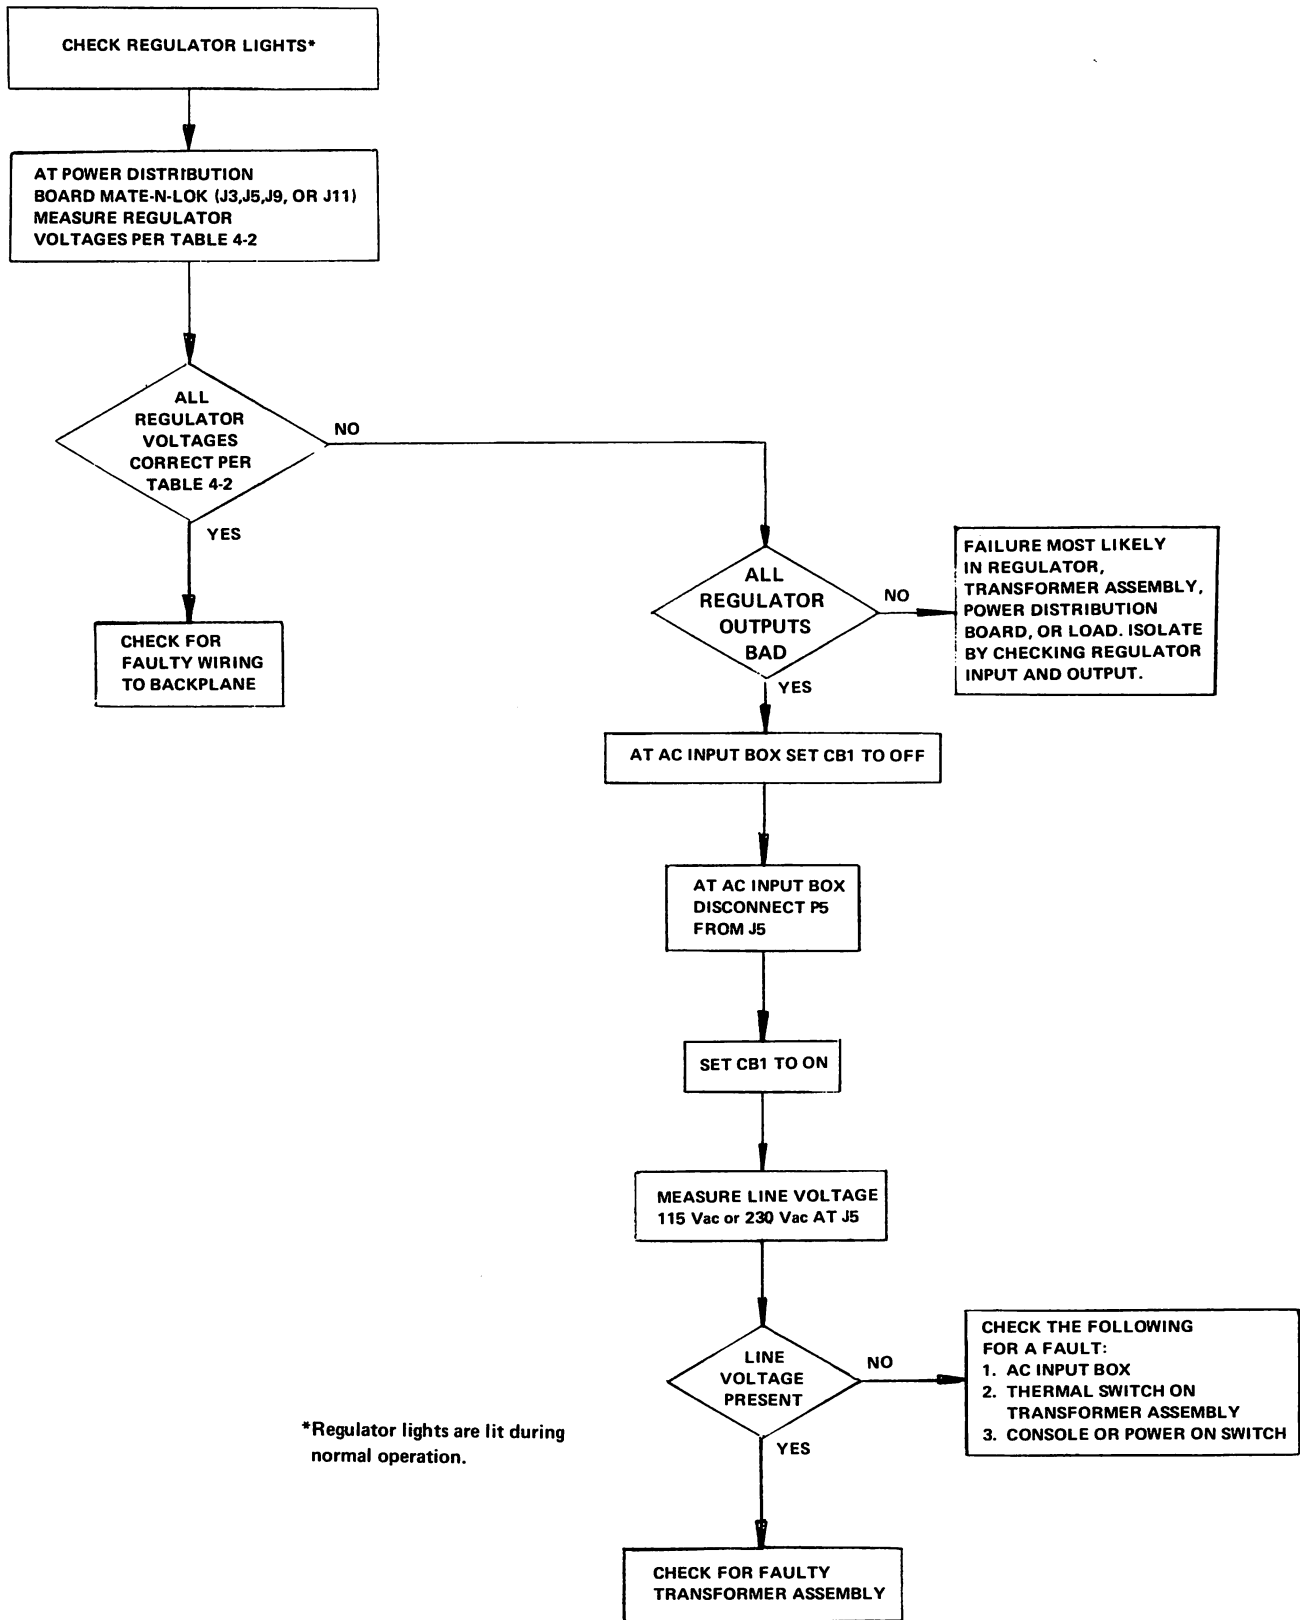 CHECK REGULATOR LIGHTS*
AT POWER DISTRIBUTION
BOARD MATE-N-LOK (J3,J5,J9, OR J11)
MEASURE REGULATOR
VOLTAGES PER TABLE 4-2
ALL
REGULATOR
VOLTAGES
CORRECT PER
TABLE 4-2
NO
YES
CHECK FOR
FAULTY WIRING
TO BACKPLANE
ALL
REGULATOR
OUTPUTS
BAD
NO
FAILURE MOST LIKELY
IN REGULATOR,
TRANSFORMER ASSEMBLY,
POWER DISTRIBUTION
BOARD, OR LOAD. ISOLATE
BY CHECKING REGULATOR
INPUT AND OUTPUT.
YES
AT AC INPUT BOX SET CB1 TO OFF
AT AC INPUT BOX
DISCONNECT P5
FROM J5
SET CB1 TO ON
MEASURE LINE VOLTAGE
115 Vac or 230 Vac AT J5
LINE
VOLTAGE
PRESENT
NO
CHECK THE FOLLOWING
FOR A FAULT:
1. AC INPUT BOX
2. THERMAL SWITCH ON
TRANSFORMER ASSEMBLY
3. CONSOLE OR POWER ON SWITCH
YES
CHECK FOR FAULTY
TRANSFORMER ASSEMBLY
*Regulator lights are lit during
normal operation.